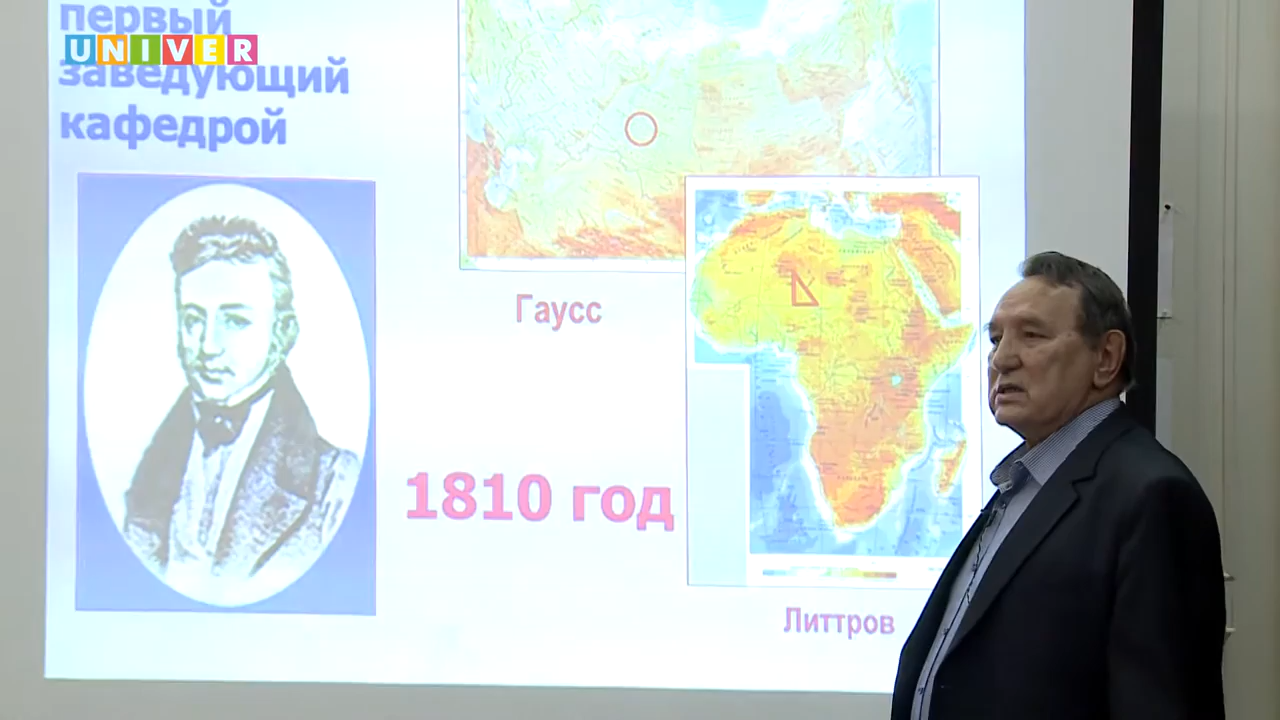 первый
UNIVER
заведующий
кафедрой
Гаусс
1810 год
Литтров